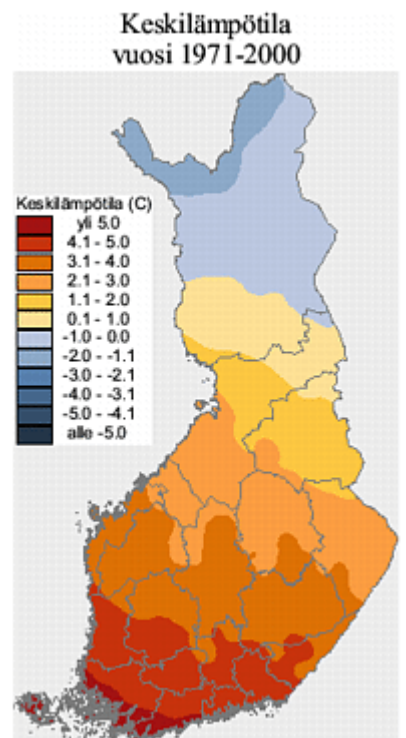 Keskilämpötila
vuosi 1971-2000
Keskilämpötila (C)
yli 5.0
4.1 - 5.0
3.1 - 4.0
2.1 - 3.0
1.1 - 2.0
0.1 - 1.0
-1.0 - 0.0
-2.0 - -1.1
-3.0 - -2.1
-4.0 - -3.1
-5.0 - -4.1
alle -5.0